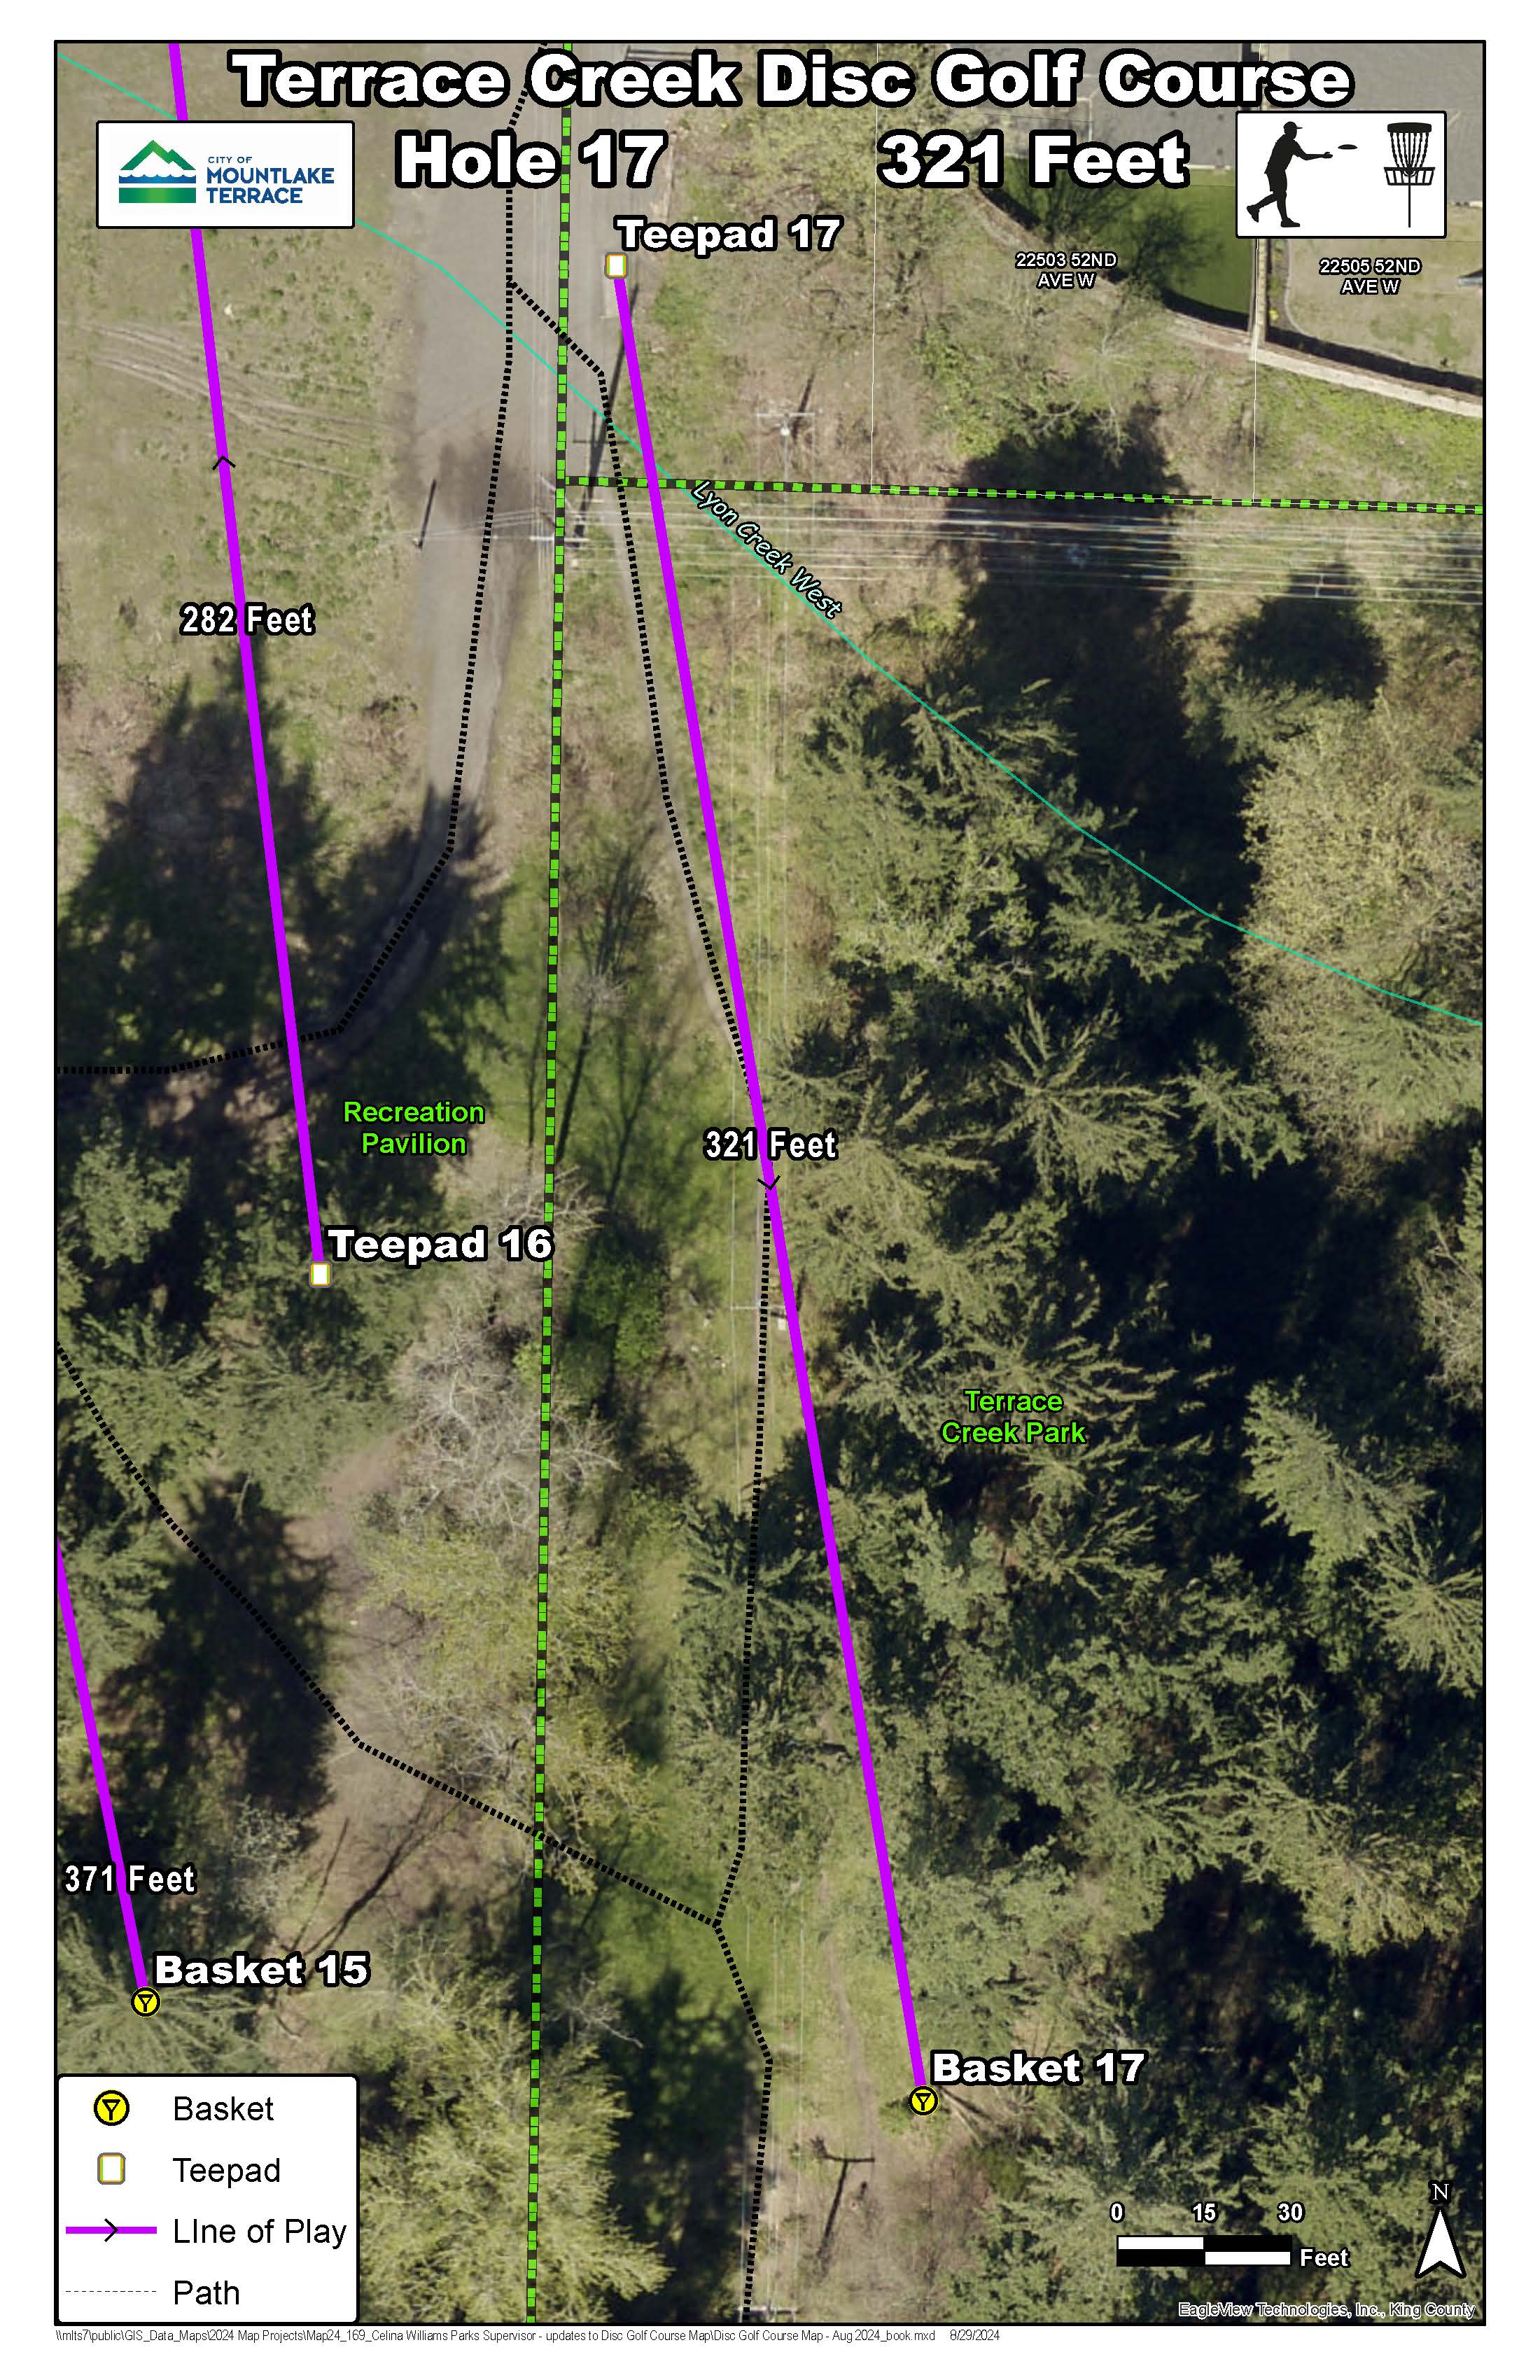 Terrace Creek Disc Golf Course
CITY OF
MOUNTLAKE
TERRACE
Hole 17
321 Feet
Teepad 17
22503 52ND
AVE W
22505 52ND
AVE W
Lyon Creek West
282 Feet
Recreation
Pavilion
321 Feet
Teepad 16
Terrace
Creek Park
371 Feet
Basket 15
Basket 17
Basket
Teepad
LIne of Play
Path
0 15 30
Feet
N
EagleView Technologies, Inc., King County
\\mlts7\public\GIS_Data_Maps\2024 Map Projects\Map24_169_Celina Williams Parks Supervisor - updates to Disc Golf Course Map\Disc Golf Course Map - Aug 2024_book.mxd 8/29/2024